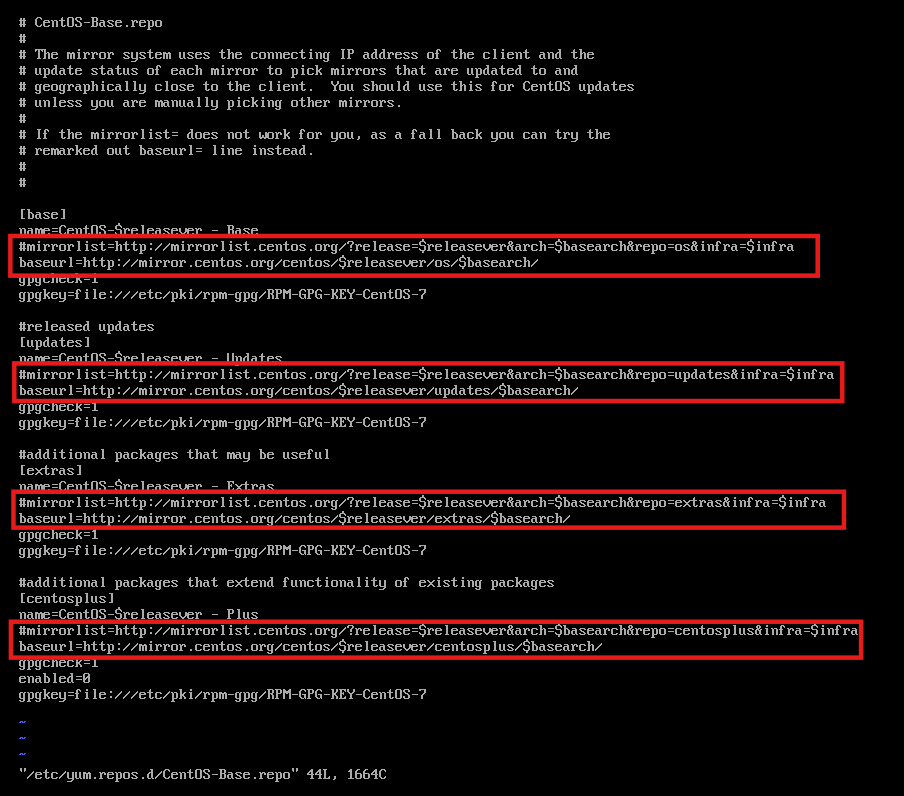 # CentOS-Base.repo
#
# The mirror system uses the connecting IP address of the client and the
# update status of each mirror to pick mirrors that are updated to and
# geographically close to the client.  You should use this for CentOS updates
# unless you are manually picking other mirrors.
#
# If the mirrorlist= does not work for you, as a fall back you can try the
# remarked out baseurl= line instead.
#
#
[base]
name=CentOS-$releasever - Base
#mirrorlist=http://mirrorlist.centos.org/?release=$releasever&arch=$basearch&repo=os&infra=$infra
baseurl=http://mirror.centos.org/centos/$releasever/os/$basearch/
gpgcheck=1
gpgkey=file:///etc/pki/rpm-gpg/RPM-GPG-KEY-CentOS-7
#released updates
[updates]
name=CentOS-$releasever - Updates
#mirrorlist=http://mirrorlist.centos.org/?release=$releasever&arch=$basearch&repo=updates&infra=$infra
baseurl=http://mirror.centos.org/centos/$releasever/updates/$basearch/
gpgcheck=1
gpgkey=file:///etc/pki/rpm-gpg/RPM-GPG-KEY-CentOS-7
#additional packages that may be useful
[extras]
name=CentOS-$releasever - Extras
#mirrorlist=http://mirrorlist.centos.org/?release=$releasever&arch=$basearch&repo=extras&infra=$infra
baseurl=http://mirror.centos.org/centos/$releasever/extras/$basearch/
gpgcheck=1
gpgkey=file:///etc/pki/rpm-gpg/RPM-GPG-KEY-CentOS-7
#additional packages that extend functionality of existing packages
[centosplus]
name=CentOS-$releasever - Plus
#mirrorlist=http://mirrorlist.centos.org/?release=$releasever&arch=$basearch&repo=centosplus&infra=$infra
baseurl=http://mirror.centos.org/centos/$releasever/centosplus/$basearch/
gpgcheck=1
enabled=0
gpgkey=file:///etc/pki/rpm-gpg/RPM-GPG-KEY-CentOS-7
~
~
~
"/etc/yum.repos.d/CentOS-Base.repo" 44L, 1664C